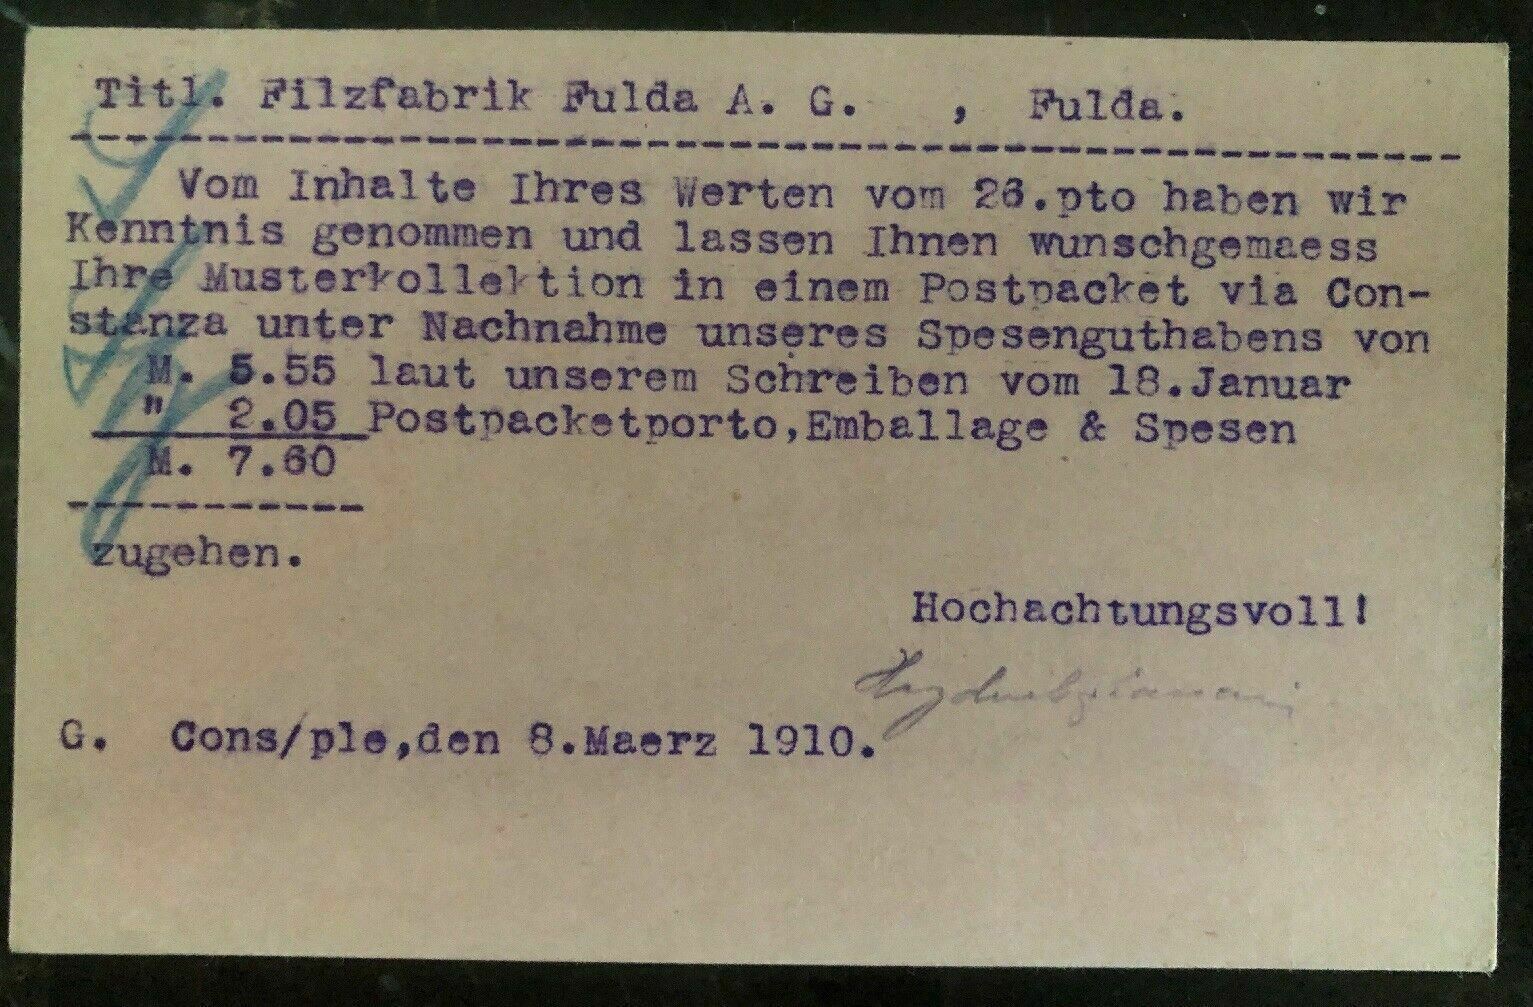 Titl. Filzfabrik Fulda A. G. , Fulda.
Vom Inhalte Ihres Werten vom 26.pto haben wir
Kenntnis genommen und lassen Ihnen wunschgemaess
Ihre Musterkollektion in einem Postpacket via Con-
stanza unter Nachnahme unseres Spesenguthabens von
M. 5.55 laut unserem Schreiben vom 18.Januar
" 2.05 Postpacketporto,Emballage & Spesen
M. 7.60
zugehen.
Hochachtungsvoll!
G. Cons/ple,den 8.Maerz 1910.